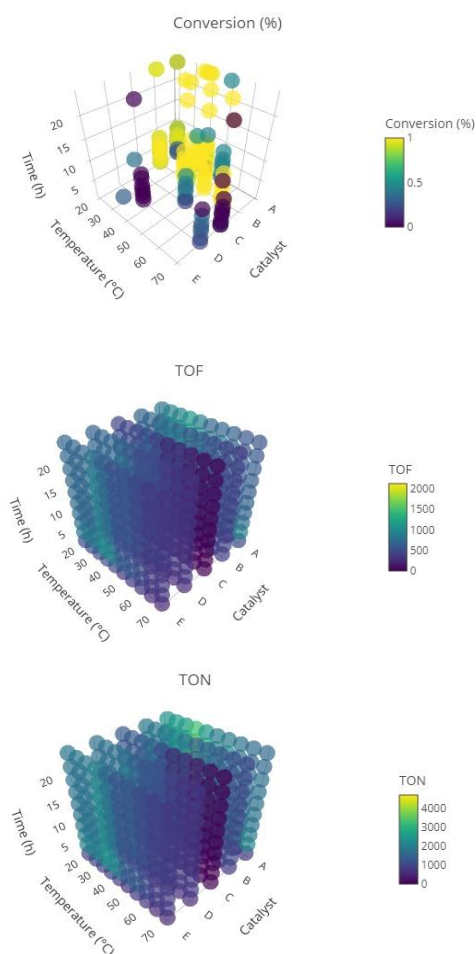 Conversion (%)
20
15
10
5
Time (h)
20
30
40
50
60
70
Temperature (°C)
E
D
C
B
A
Catalyst
Conversion (%)
1
0.5
0
TOF
20
15
10
5
Time (h)
20
30
40
50
60
70
Temperature (°C)
E
D
C
B
A
Catalyst
TOF
2000
1500
1000
500
0
TON
20
15
10
5
Time (h)
20
30
40
50
60
70
Temperature (°C)
E
D
C
B
A
Catalyst
TON
4000
3000
2000
1000
0